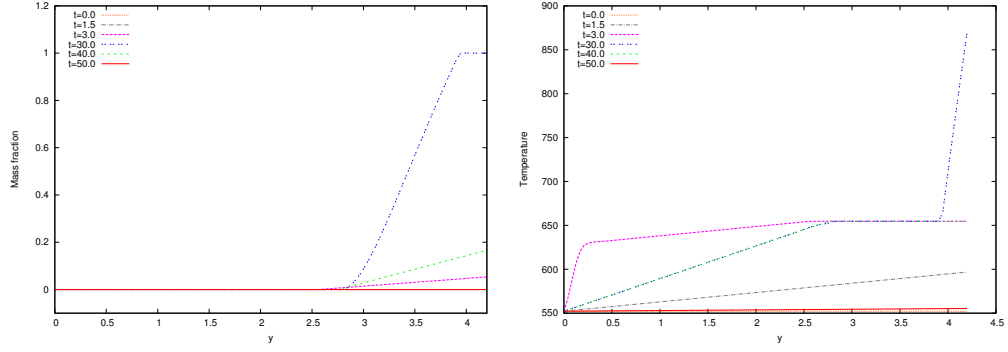 t=0.0
t=1.5
t=3.0
t=30.0
t=40.0
t=50.0
1.2
1
0.8
0.6
0.4
0.2
0
Mass fraction
0 0.5 1 1.5 2 2.5 3 3.5 4
y
t=0.0
t=1.5
t=3.0
t=30.0
t=40.0
t=50.0
900
850
800
750
700
650
600
550
Temperature
0 0.5 1 1.5 2 2.5 3 3.5 4 4.5
y